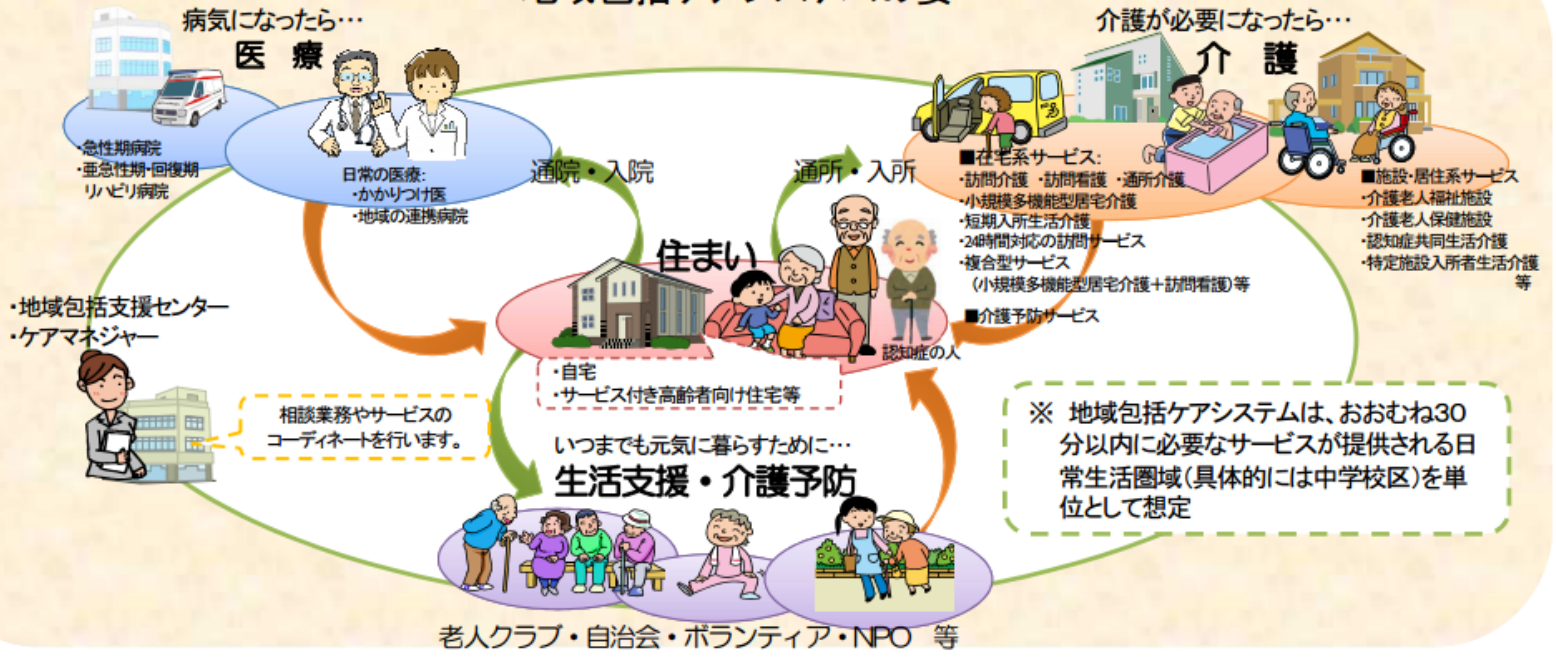 病気になったら…
医 療
・急性期病院
・亜急性期・回復期
リハビリ病院
日常の医療:
・かかりつけ医
・地域の連携病院
通院・入院
通所・入所
介護が必要になったら…
介 護
■在宅系サービス:
・訪問介護 ・訪問看護 ・通所介護
・小規模多機能型居宅介護
・短期入所生活介護
・24時間対応の訪問サービス
・複合型サービス
(小規模多機能型居宅介護+訪問看護)等
■介護予防サービス
■施設・居住系サービス
・介護老人福祉施設
・介護老人保健施設
・認知症共同生活介護
・特定施設入所者生活介護
等
住まい
認知症の人
・自宅
・サービス付き高齢者向け住宅等
・地域包括支援センター
・ケアマネジャー
相談業務やサービスの
コーディネートを行います。
いつまでも元気に暮らすために…
生活支援・介護予防
老人クラブ・自治会・ボランティア・NPO 等
※ 地域包括ケアシステムは、おおむね30
分以内に必要なサービスが提供される日
常生活圏域(具体的には中学校区)を単
位として想定